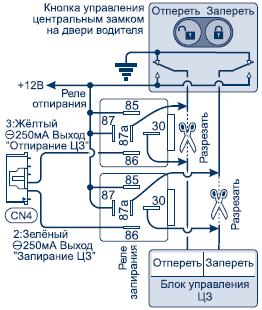 Кнопка управления
центральным замком
на двери водителя
Отпереть
Запереть
+12В
Реле
отпирания
3:Жёлтый
⊖250мА Выход
"Отпирание ЦЗ"
85
87
87а
30
86
Разрезать
Разрезать
CN4
2:Зелёный
⊖250мА Выход
"Запирание ЦЗ"
85
87
87а
30
86
Реле
запирания
Отпереть
Запереть
Блок управления
ЦЗ